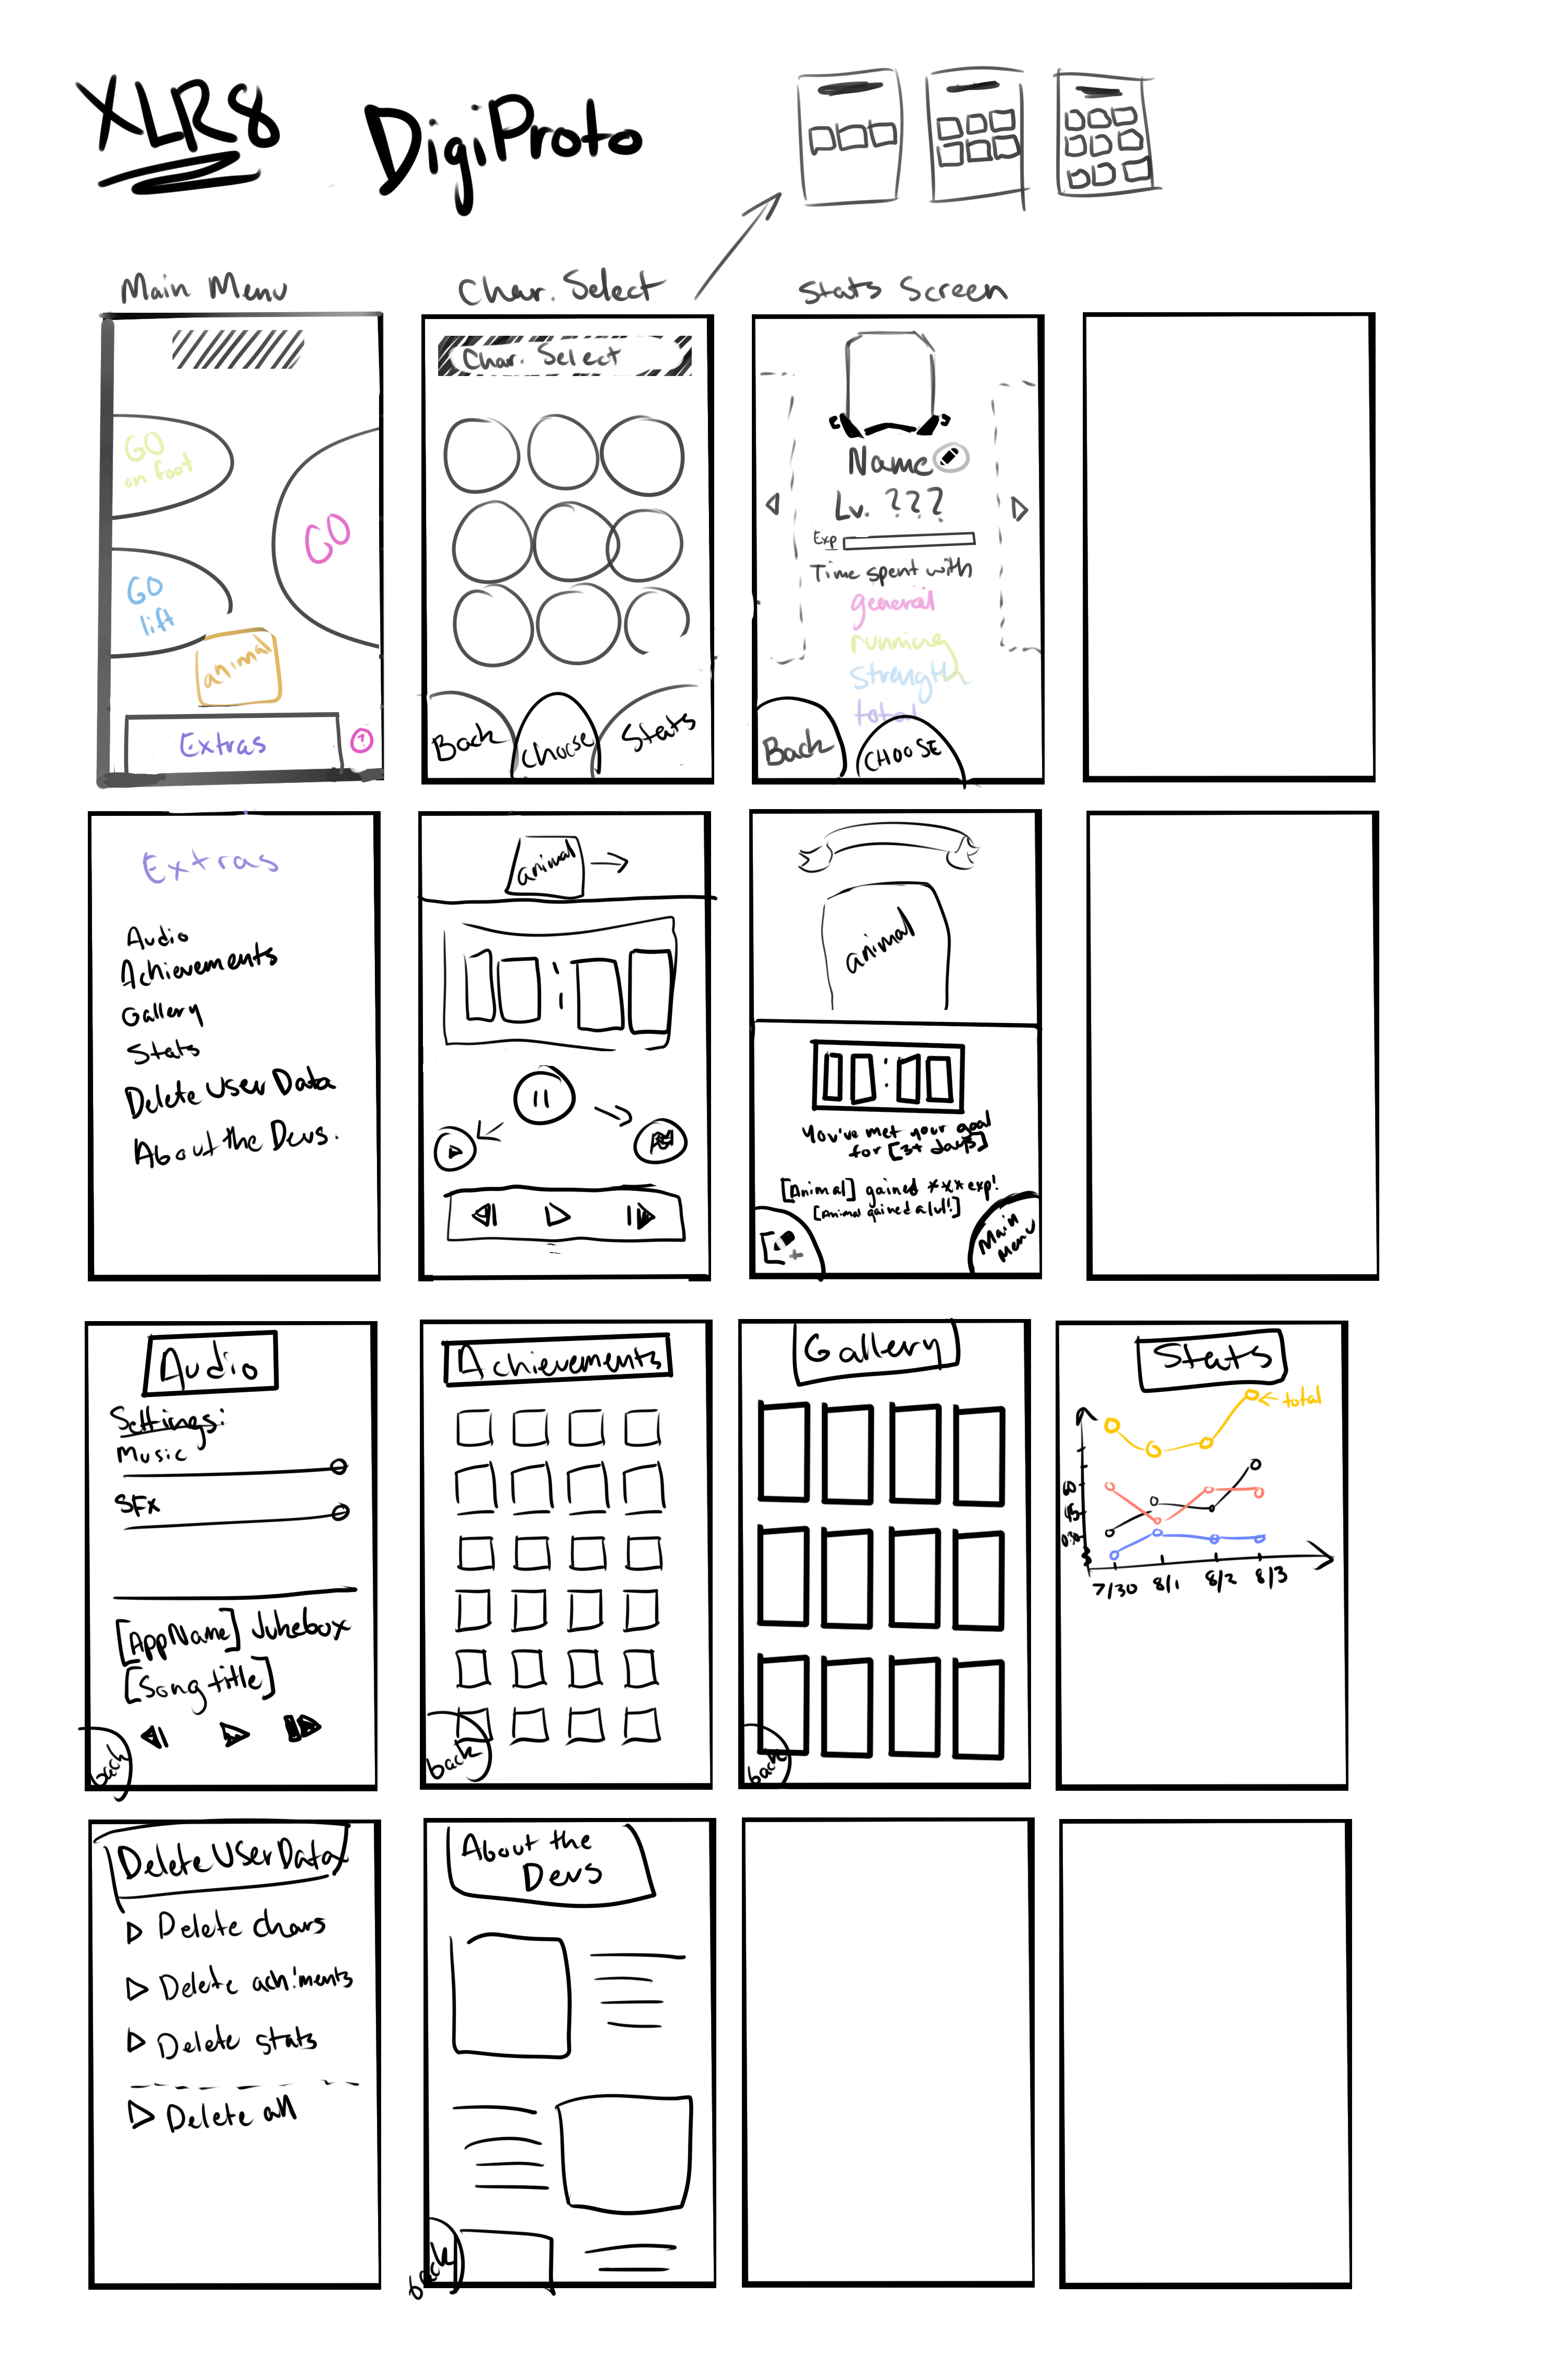 XLR8
DigiProto
Main Menu
Char. Select
Stats Screen
GO
on foot
GO
GO
lift
animal
Extras
?
Char. Select
Back
Choose
Stats
Name
Lv. ???
Exp
Time spent with
general
running
strength
total
Back
CHOOSE
Extras
Audio
Achievements
Gallery
Stats
Delete User Data
About the Devs.
animal
animal
You've met your goal
for [3+ days]
[Animal] gained *** exp!
[Animal gained a lvl!]
Main
Menu
Audio
Settings:
Music
SFX
[AppName] Jukebox
[Song title]
back
Achievements
back
Gallery
back
Stats
total
7/30 8/1 8/2 8/3
Delete User Data
Delete chars
Delete ach'ments
Delete stats
Delete all
About the
Devs
back